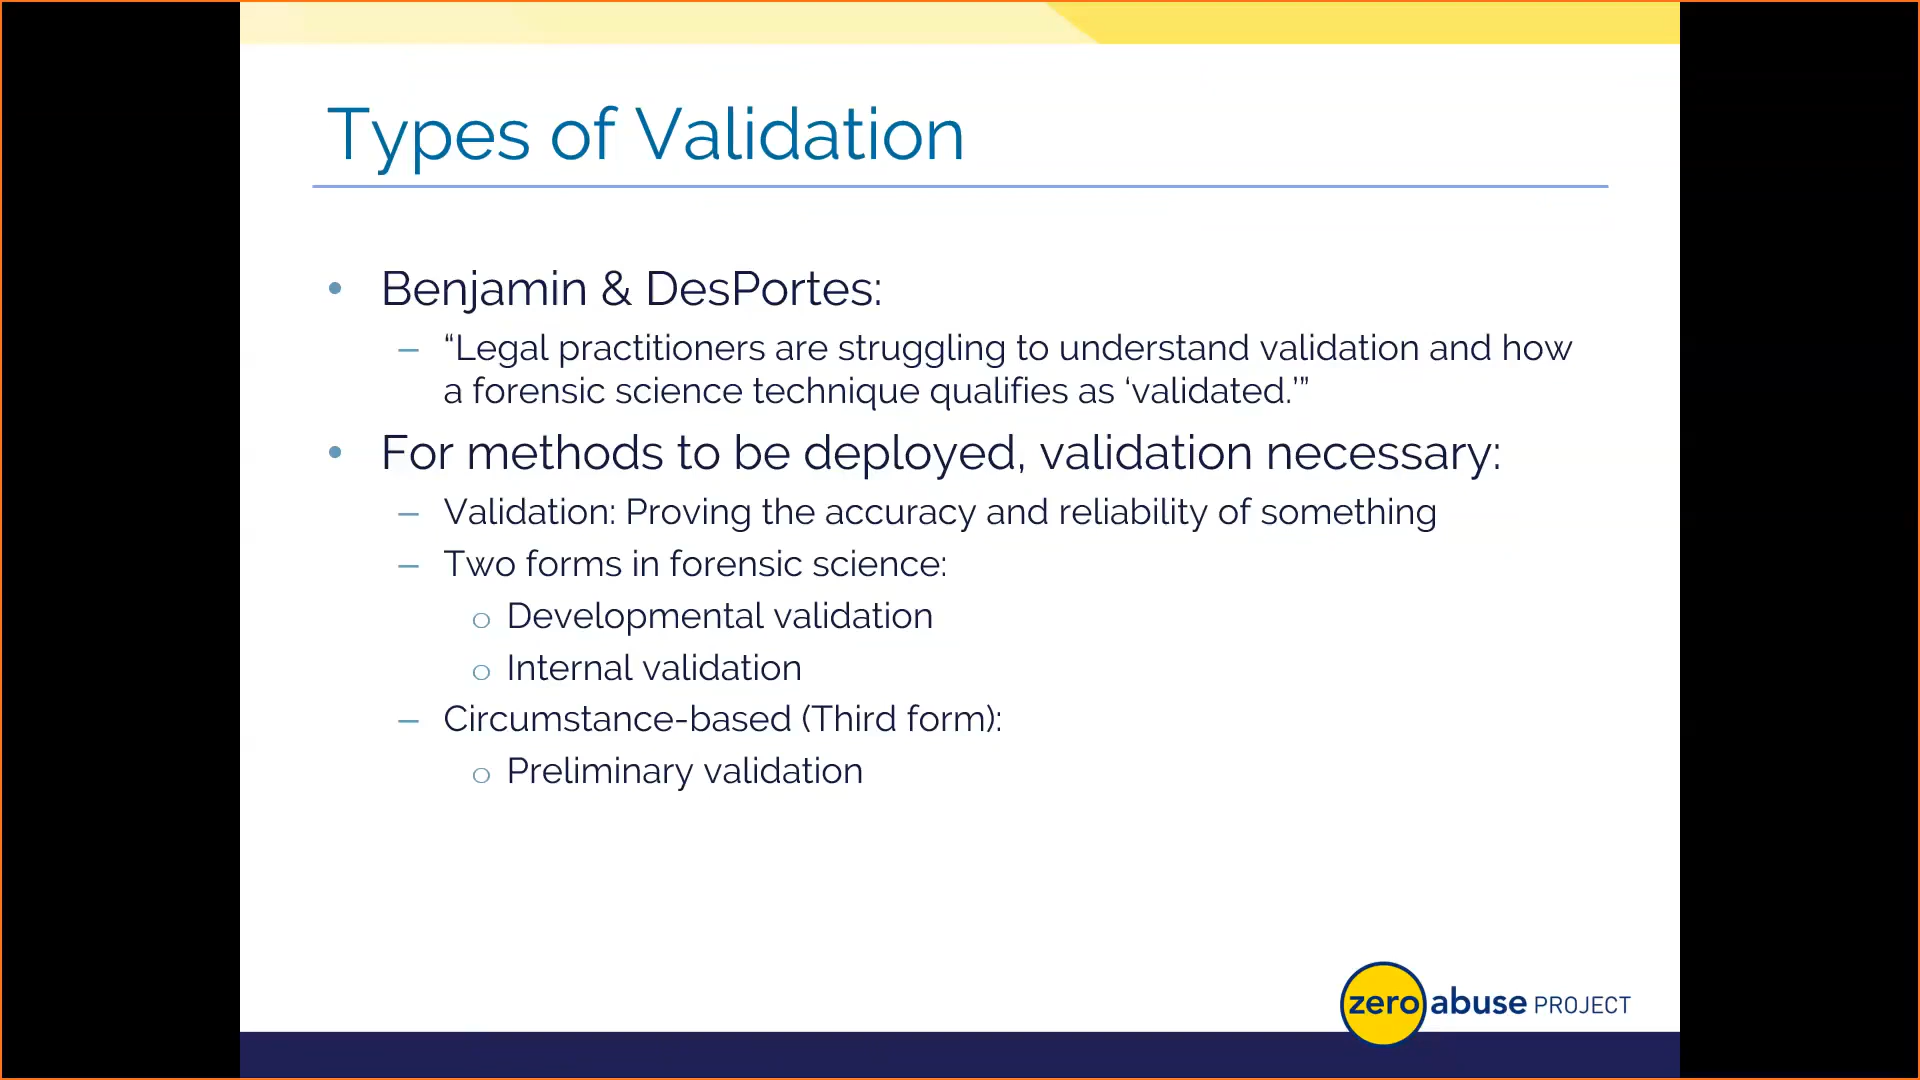 Types of Validation
• Benjamin & DesPortes:
– “Legal practitioners are struggling to understand validation and how
a forensic science technique qualifies as ‘validated.’”
• For methods to be deployed, validation necessary:
– Validation: Proving the accuracy and reliability of something
– Two forms in forensic science:
o Developmental validation
o Internal validation
– Circumstance-based (Third form):
o Preliminary validation
zero abuse PROJECT